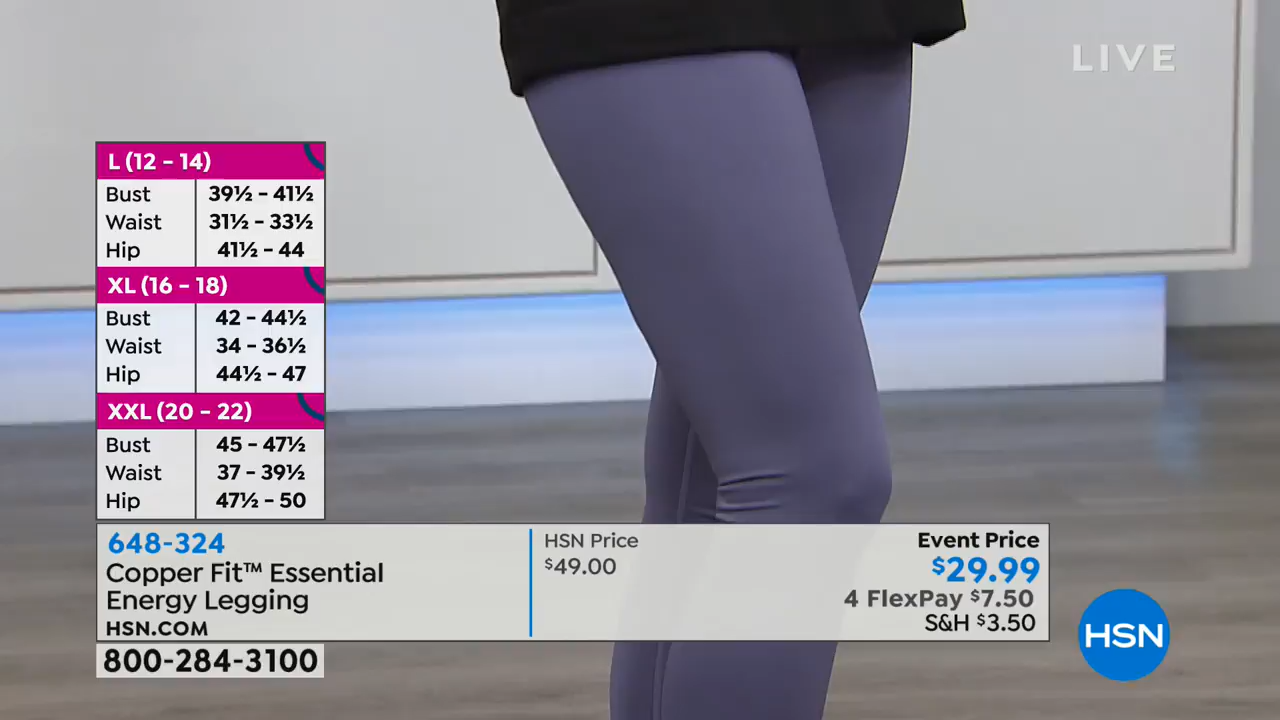 LIVE
L (12 – 14)
Bust 39½ – 41½
Waist 31½ – 33½
Hip 41½ – 44
XL (16 – 18)
Bust 42 – 44½
Waist 34 – 36½
Hip 44½ – 47
XXL (20 – 22)
Bust 45 – 47½
Waist 37 – 39½
Hip 47½ – 50
648-324
Copper Fit™ Essential
Energy Legging
HSN.COM
800-284-3100
HSN Price
$49.00
Event Price
$29.99
4 FlexPay $7.50
S&H $3.50
HSN